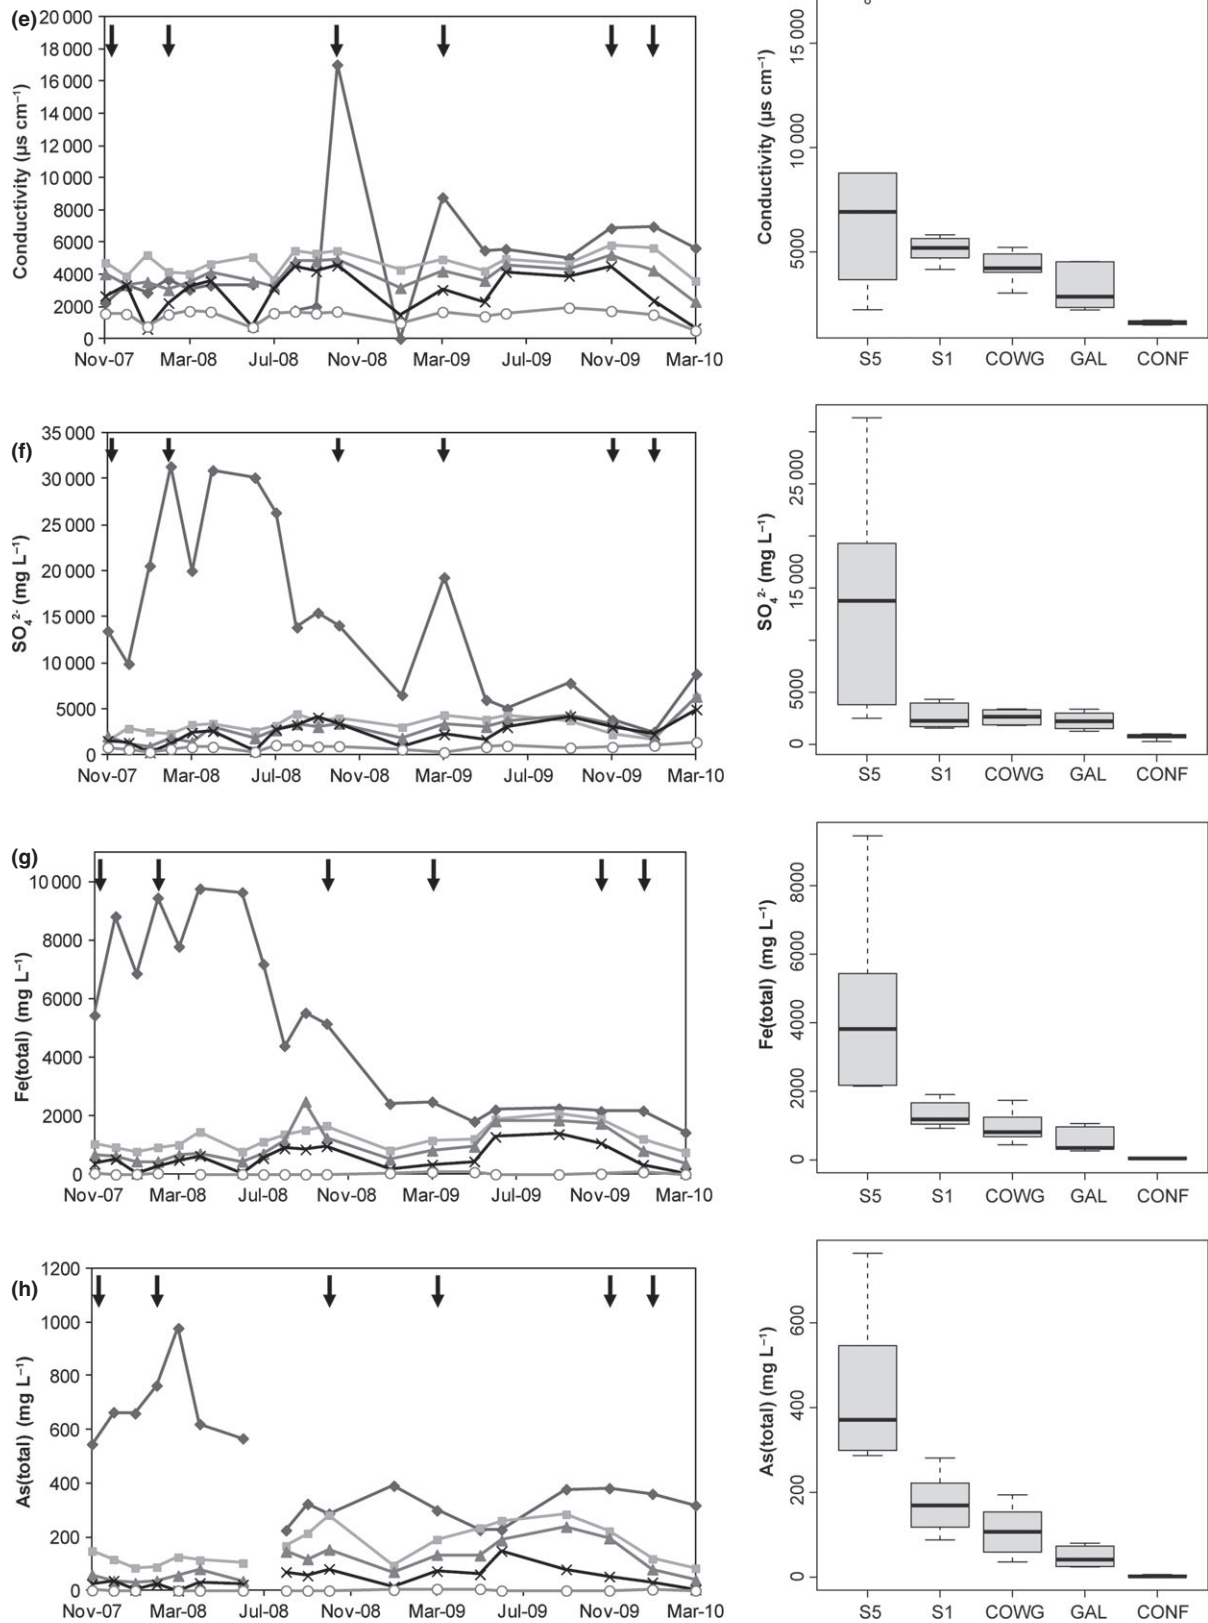 (e)
Conductivity (µs cm⁻¹)
20 000
18 000
16 000
14 000
12 000
10 000
8000
6000
4000
2000
0
Nov-07 Mar-08 Jul-08 Nov-08 Mar-09 Jul-09 Nov-09 Mar-10
Conductivity (µs cm⁻¹)
15 000
10 000
5000
S5 S1 COWG GAL CONF
(f)
SO₄²⁻ (mg L⁻¹)
35 000
30 000
25 000
20 000
15 000
10 000
5000
0
Nov-07 Mar-08 Jul-08 Nov-08 Mar-09 Jul-09 Nov-09 Mar-10
SO₄²⁻ (mg L⁻¹)
25 000
15 000
5000
0
S5 S1 COWG GAL CONF
(g)
Fe(total) (mg L⁻¹)
10 000
8000
6000
4000
2000
0
Nov-07 Mar-08 Jul-08 Nov-08 Mar-09 Jul-09 Nov-09 Mar-10
Fe(total) (mg L⁻¹)
8000
6000
4000
2000
0
S5 S1 COWG GAL CONF
(h)
As(total) (mg L⁻¹)
1200
1000
800
600
400
200
0
Nov-07 Mar-08 Jul-08 Nov-08 Mar-09 Jul-09 Nov-09 Mar-10
As(total) (mg L⁻¹)
600
400
200
0
S5 S1 COWG GAL CONF